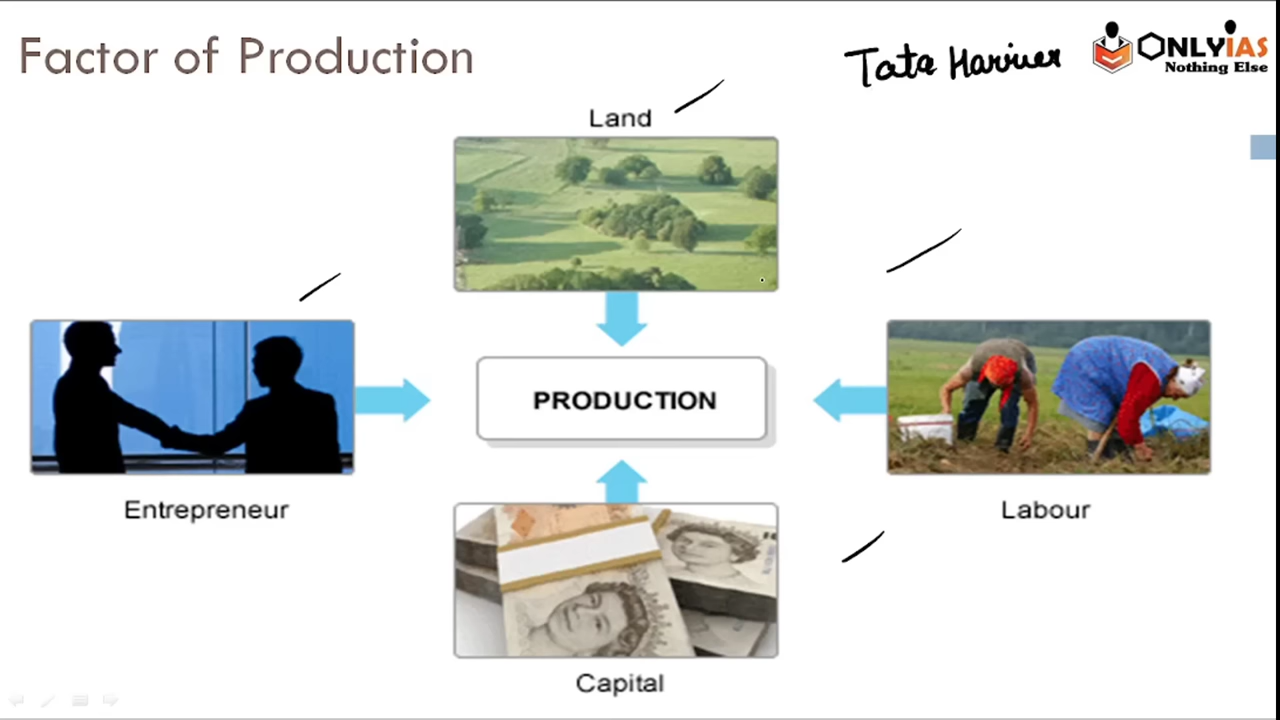 Factor of Production
Tata Harrier
ONLYIAS
Nothing Else
Land
PRODUCTION
Entrepreneur
Labour
Capital